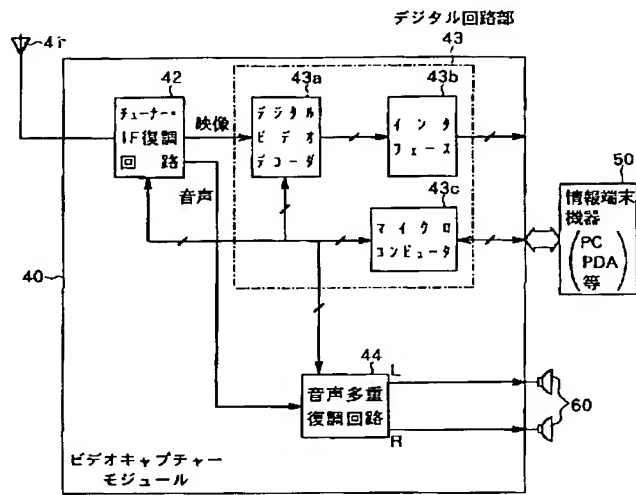 デジタル回路部
41
42
43
43a
43b
チューナー・
IF復調
回路
映像
音声
デジタル
ビデオ
デコーダ
インタ
フェース
43c
マイクロ
コンピュータ
50
情報端末
機器
(PC
PDA
等)
40
44
音声多重
復調回路
L
R
60
ビデオキャプチャー
モジュール